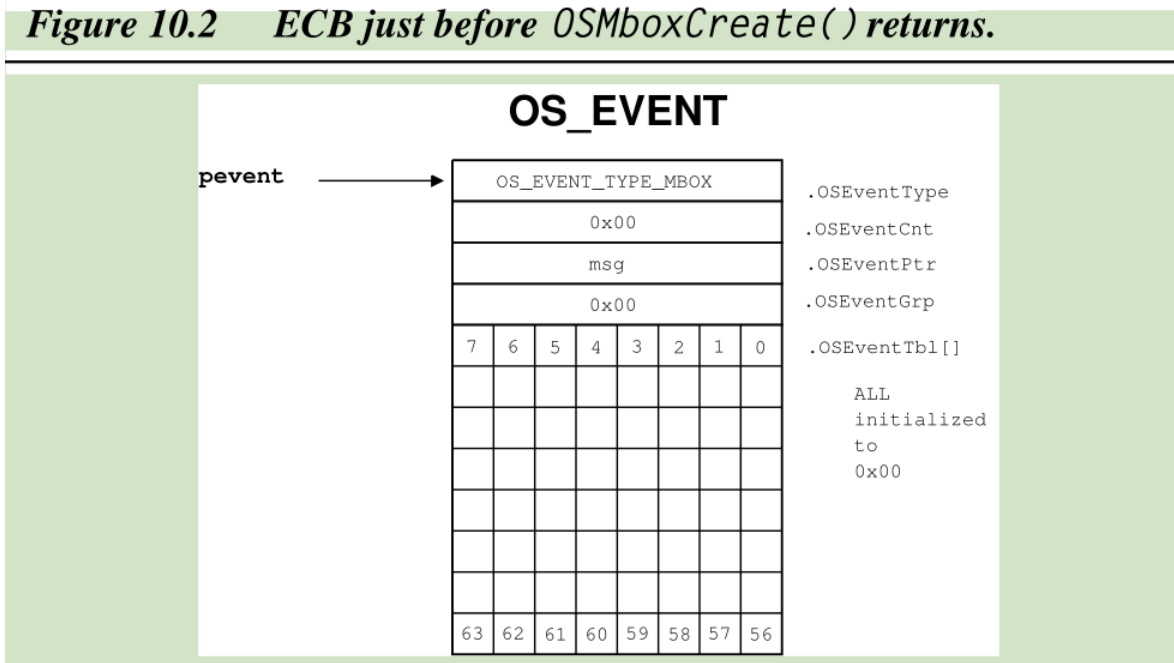 Figure 10.2 ECB just before OSMboxCreate() returns.
OS_EVENT
pevent
OS_EVENT_TYPE_MBOX .OSEventType
0x00 .OSEventCnt
msg .OSEventPtr
0x00 .OSEventGrp
7 6 5 4 3 2 1 0 .OSEventTbl[]
ALL
initialized
to
0x00
63 62 61 60 59 58 57 56